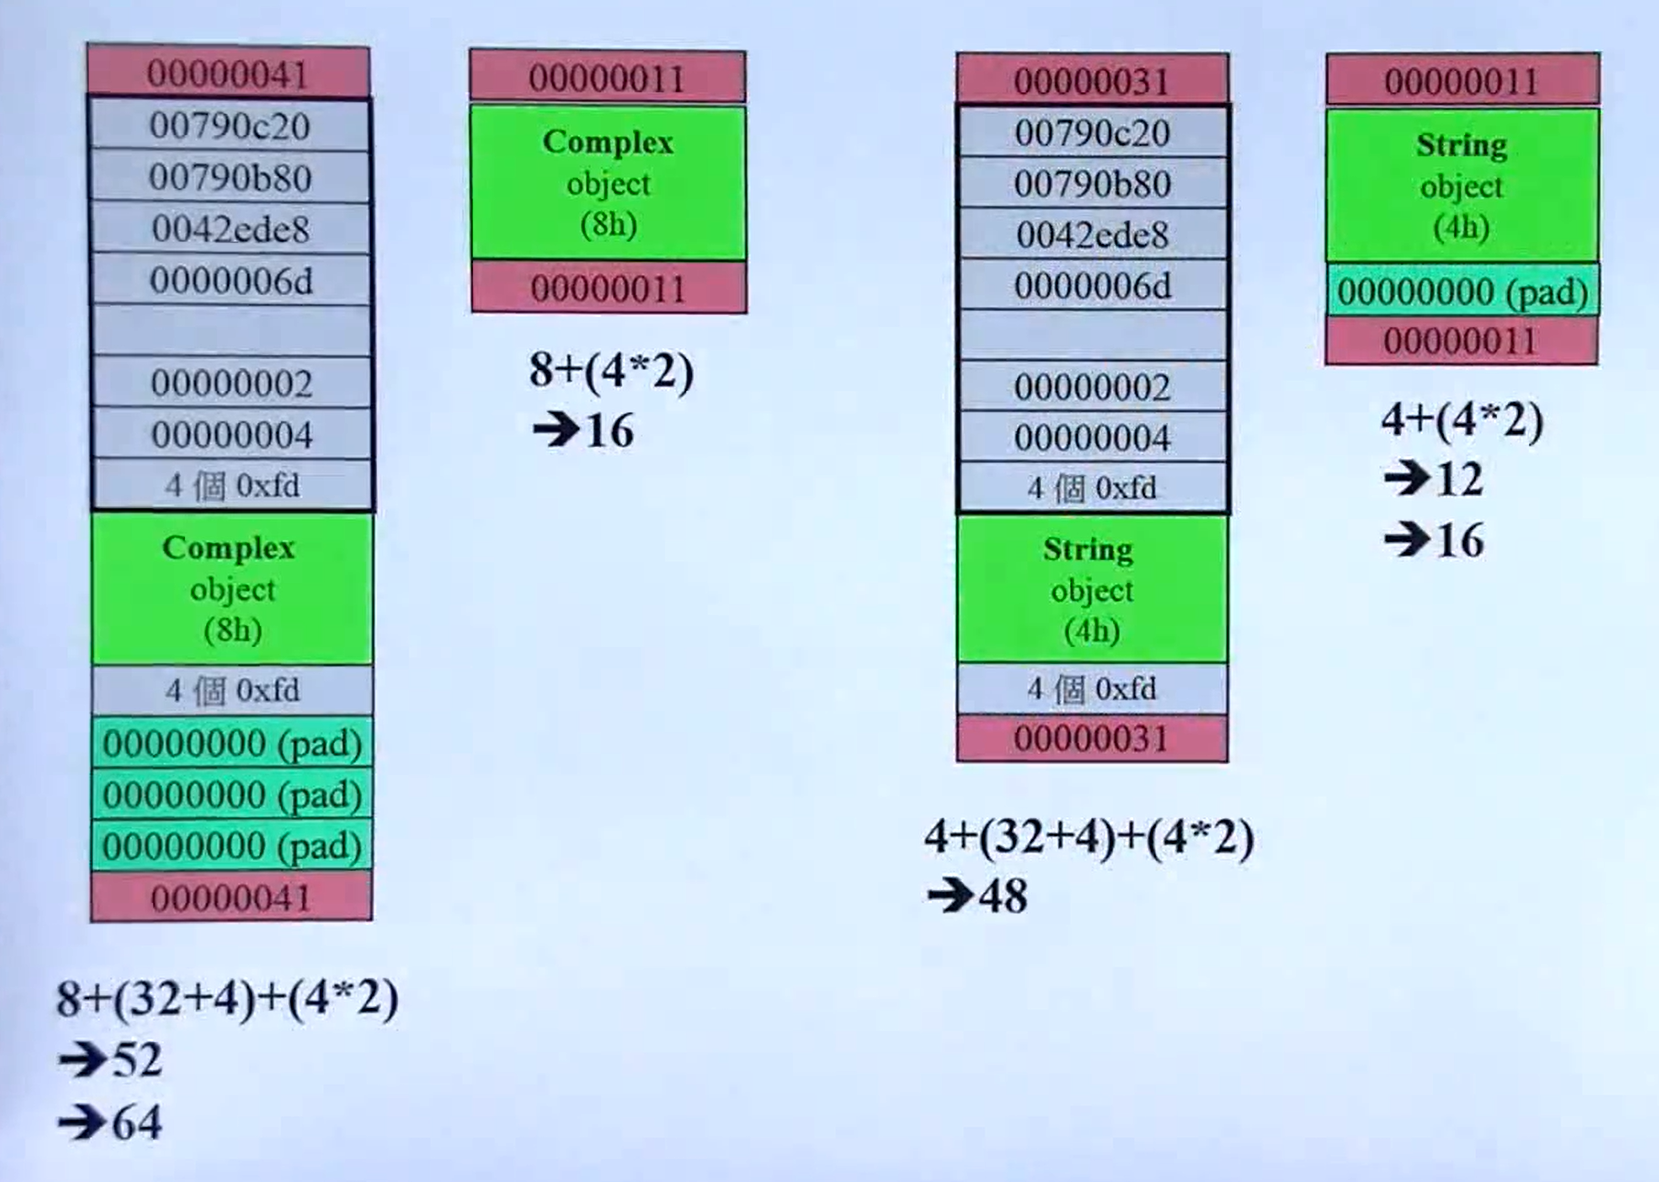 00000041
00790c20
00790b80
0042ede8
0000006d
00000002
00000004
4 個 0xfd
Complex
object
(8h)
4 個 0xfd
00000000 (pad)
00000000 (pad)
00000000 (pad)
00000041
8+(32+4)+(4*2)
➔52
➔64
00000011
Complex
object
(8h)
00000011
8+(4*2)
➔16
00000031
00790c20
00790b80
0042ede8
0000006d
00000002
00000004
4 個 0xfd
String
object
(4h)
4 個 0xfd
00000031
4+(32+4)+(4*2)
➔48
00000011
String
object
(4h)
00000000 (pad)
00000011
4+(4*2)
➔12
➔16